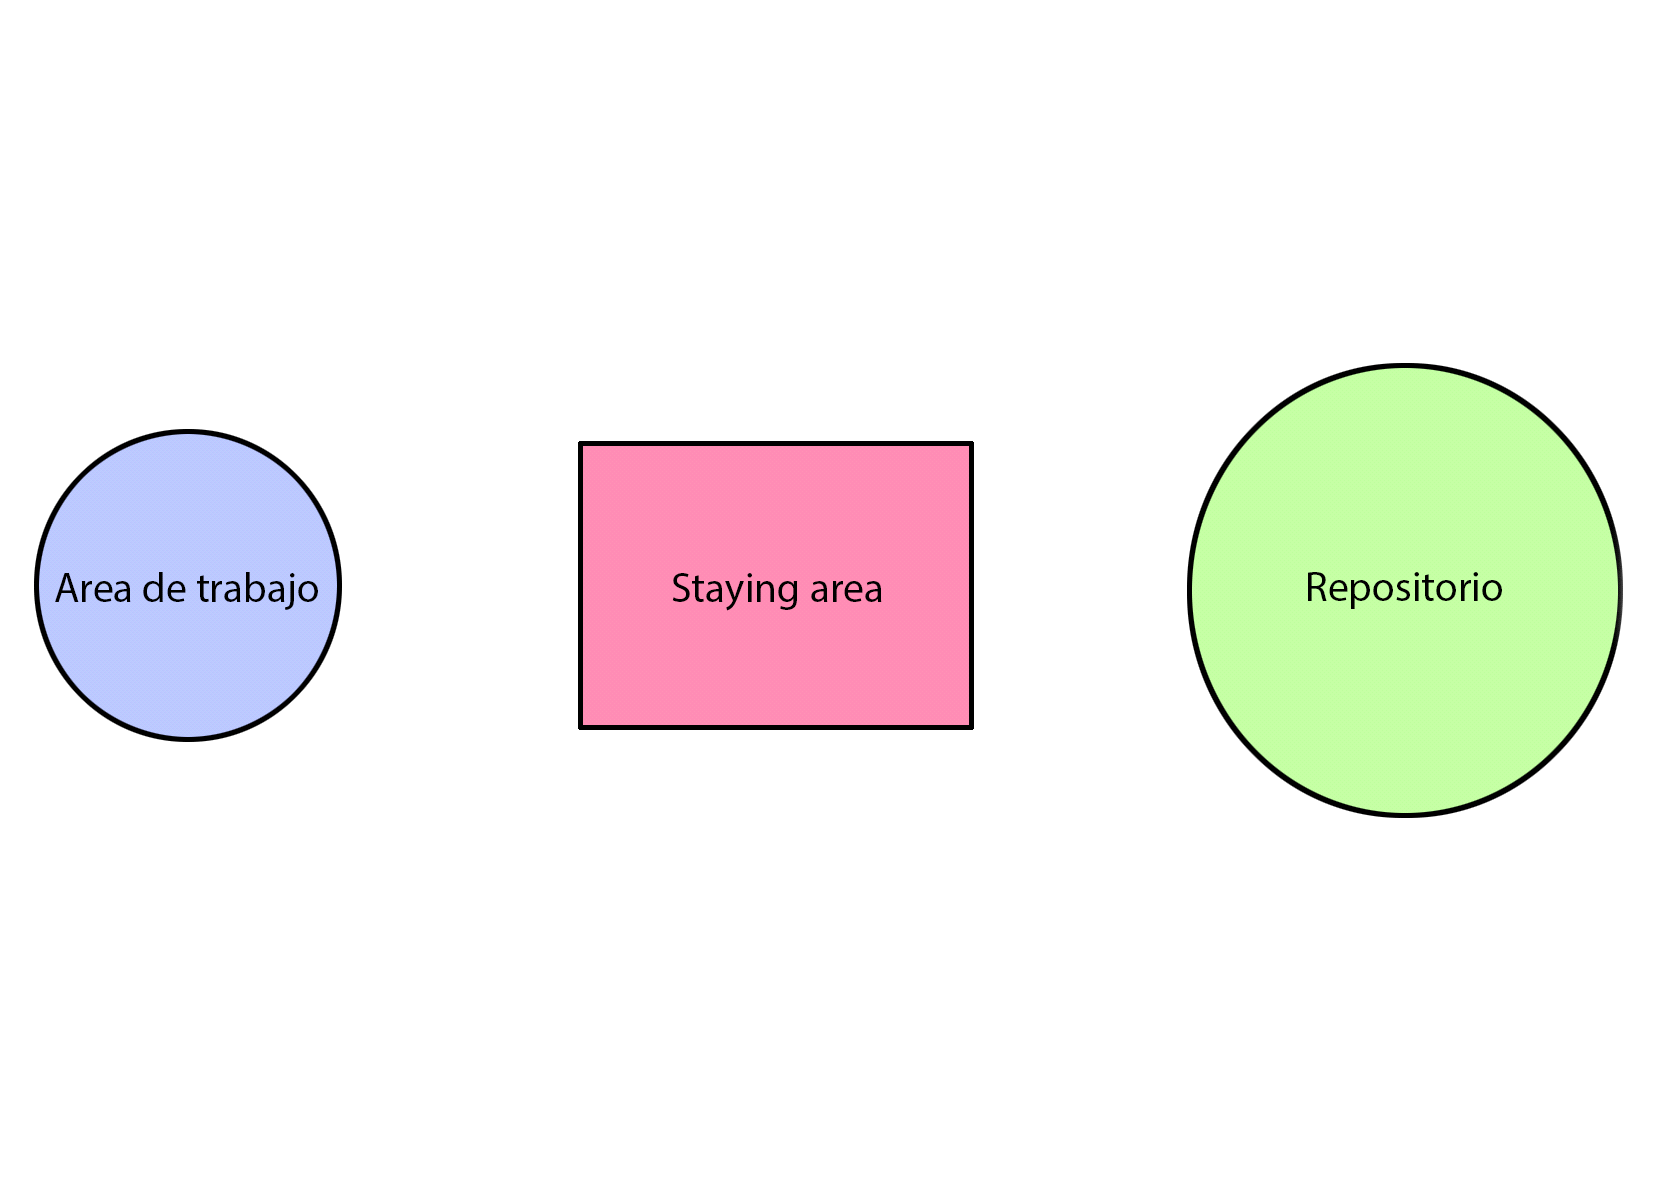 Area de trabajo
Staying area
Repositorio